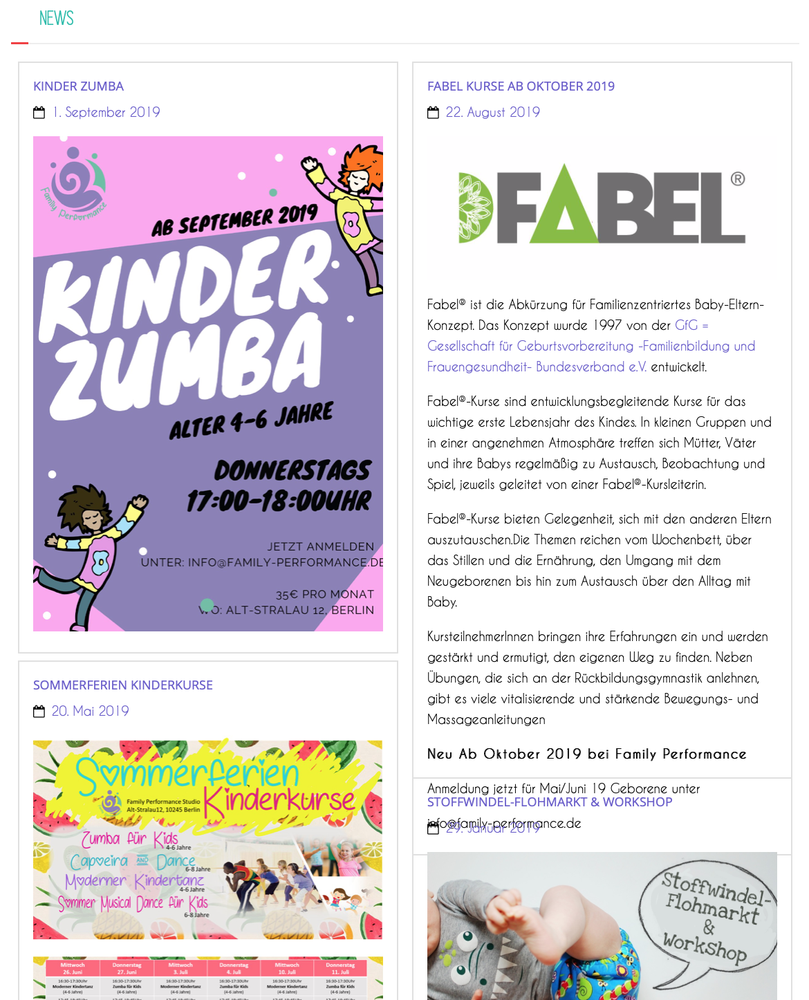 NEWS
KINDER ZUMBA
1. September 2019
Family Performance
AB SEPTEMBER 2019
KINDER
ZUMBA
ALTER 4-6 JAHRE
DONNERSTAGS
17:00-18:00UHR
JETZT ANMELDEN
UNTER: INFO@FAMILY-PERFORMANCE.DE
35€ PRO MONAT
WO: ALT-STRALAU 12, BERLIN
SOMMERFERIEN KINDERKURSE
20. Mai 2019
Sommerferien
Kinderkurse
Family Performance Studio
Alt-Stralau12, 10245 Berlin
Zumba für Kids
4-6 Jahre
Capoeira AND Dance
6-8 Jahre
Moderner Kindertanz
4-6 Jahre
Sommer Musical Dance für Kids
6-8 Jahre
Mittwoch Donnerstag Mittwoch Donnerstag Mittwoch Donnerstag
26. Juni 27. Juni 3. Juli 4. Juli 10. Juli 11. Juli
16:30-17:30Uhr 16:30-17:30Uhr 16:30-17:30Uhr 16:30-17:30Uhr 16:30-17:30Uhr 16:30-17:30Uhr
Moderner Kindertanz Zumba für Kids Moderner Kindertanz Zumba für Kids Moderner Kindertanz Zumba für Kids
(4-6 Jahre) (4-6 Jahre) (4-6 Jahre) (4-6 Jahre) (4-6 Jahre) (4-6 Jahre)
FABEL KURSE AB OKTOBER 2019
22. August 2019
FABEL®
Fabel® ist die Abkürzung für Familienzentriertes Baby-Eltern-
Konzept. Das Konzept wurde 1997 von der GfG =
Gesellschaft für Geburtsvorbereitung -Familienbildung und
Frauengesundheit- Bundesverband e.V. entwickelt.
Fabel®-Kurse sind entwicklungsbegleitende Kurse für das
wichtige erste Lebensjahr des Kindes. In kleinen Gruppen und
in einer angenehmen Atmosphäre treffen sich Mütter, Väter
und ihre Babys regelmäßig zu Austausch, Beobachtung und
Spiel, jeweils geleitet von einer Fabel®-Kursleiterin.
Fabel®-Kurse bieten Gelegenheit, sich mit den anderen Eltern
auszutauschen.Die Themen reichen vom Wochenbett, über
das Stillen und die Ernährung, den Umgang mit dem
Neugeborenen bis hin zum Austausch über den Alltag mit
Baby.
KursteilnehmerInnen bringen ihre Erfahrungen ein und werden
gestärkt und ermutigt, den eigenen Weg zu finden. Neben
Übungen, die sich an der Rückbildungsgymnastik anlehnen,
gibt es viele vitalisierende und stärkende Bewegungs- und
Massageanleitungen
Neu Ab Oktober 2019 bei Family Performance
Anmeldung jetzt für Mai/Juni 19 Geborene unter
STOFFWINDEL-FLOHMARKT & WORKSHOP
info@family-performance.de
29. Januar 2019
Stoffwindel-
Flohmarkt
&
Workshop